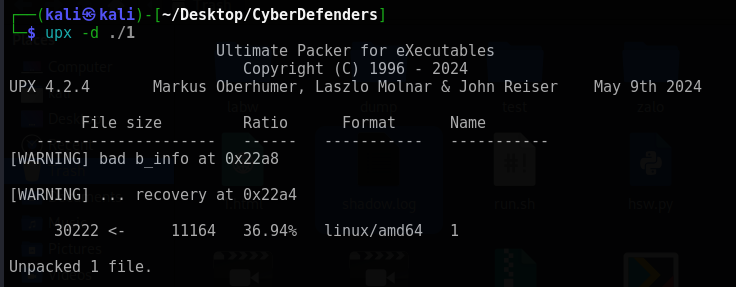 ┌──(kali㉿kali)-[~/Desktop/CyberDefenders]
└─$ upx -d ./1
Ultimate Packer for eXecutables
Copyright (C) 1996 - 2024
UPX 4.2.4       Markus Oberhumer, Laszlo Molnar & John Reiser    May 9th 2024
File size         Ratio      Format      Name
--------------------   ------   -----------   -----------
[WARNING] bad b_info at 0x22a8
[WARNING] ... recovery at 0x22a4
30222 <-     11164   36.94%   linux/amd64   1
Unpacked 1 file.